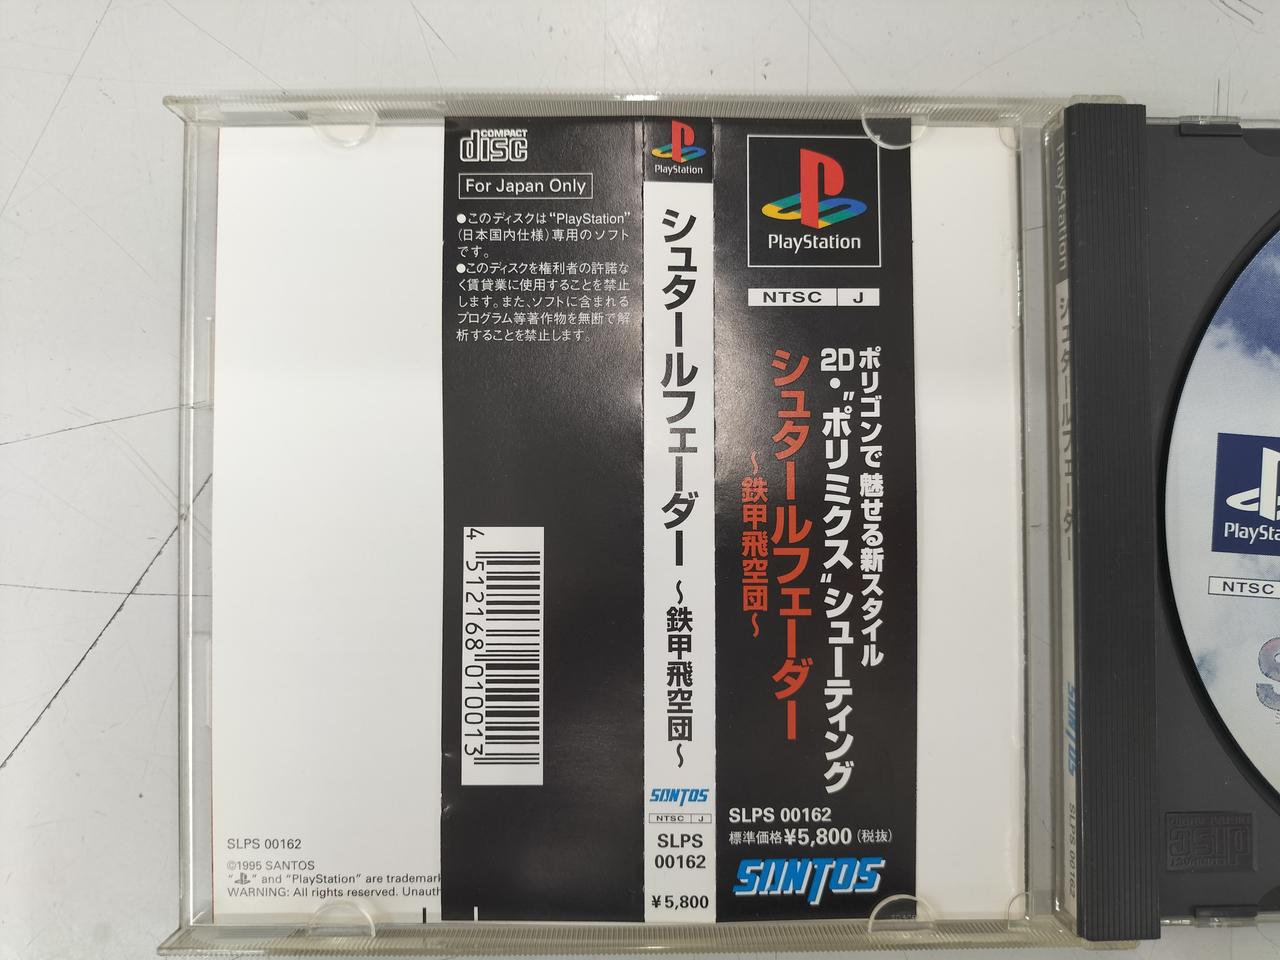 COMPACT
disc
For Japan Only
●このディスクは“PlayStation”
(日本国内仕様)専用のソフト
です。
●このディスクを権利者の許諾な
く賃貸業に使用することを禁止
します。また、ソフトに含まれる
プログラム等著作物を無断で解
析することを禁止します。
4 512168 010013
SLPS 00162
©1995 SANTOS
“ ” and “PlayStation” are trademark
WARNING: All rights reserved. Unauth
PlayStation
シュタールフェーダー ~鉄甲飛空団~
SANTOS
NTSC J
SLPS
00162
¥5,800
PlayStation
NTSC J
ポリゴンで魅せる新スタイル
2D・"ポリミクス"シューティング
シュタールフェーダー
~鉄甲飛空団~
SLPS 00162
標準価格¥5,800(税抜)
SANTOS
PlayStation
シュタールフェーダー
SANTOS
SLPS 00162
PlaySta
NTSC